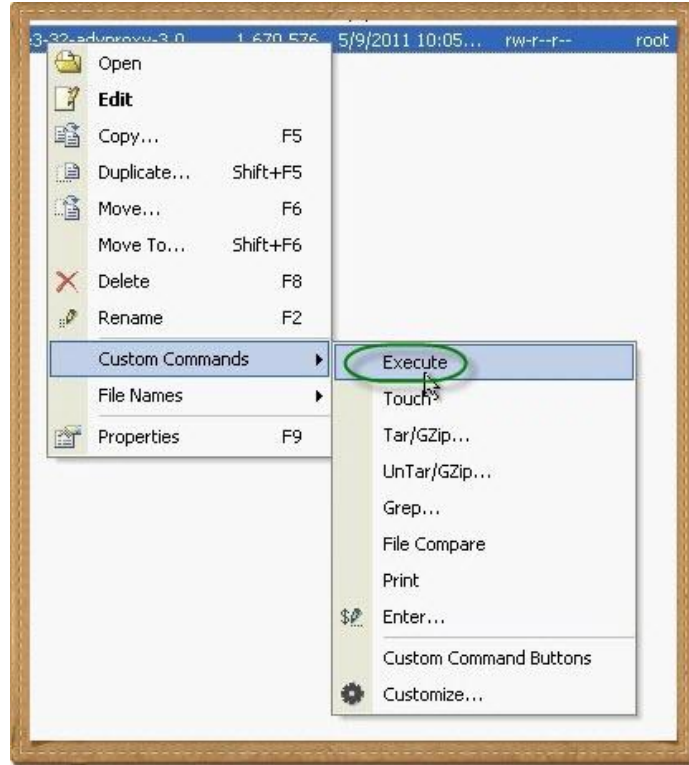 5/9/2011 10:05... rw-r--r-- root
Open
Edit
Copy... F5
Duplicate... Shift+F5
Move... F6
Move To... Shift+F6
Delete F8
Rename F2
Custom Commands
File Names
Properties F9
Execute
Touch
Tar/GZip...
UnTar/GZip...
Grep...
File Compare
Print
Enter...
Custom Command Buttons
Customize...